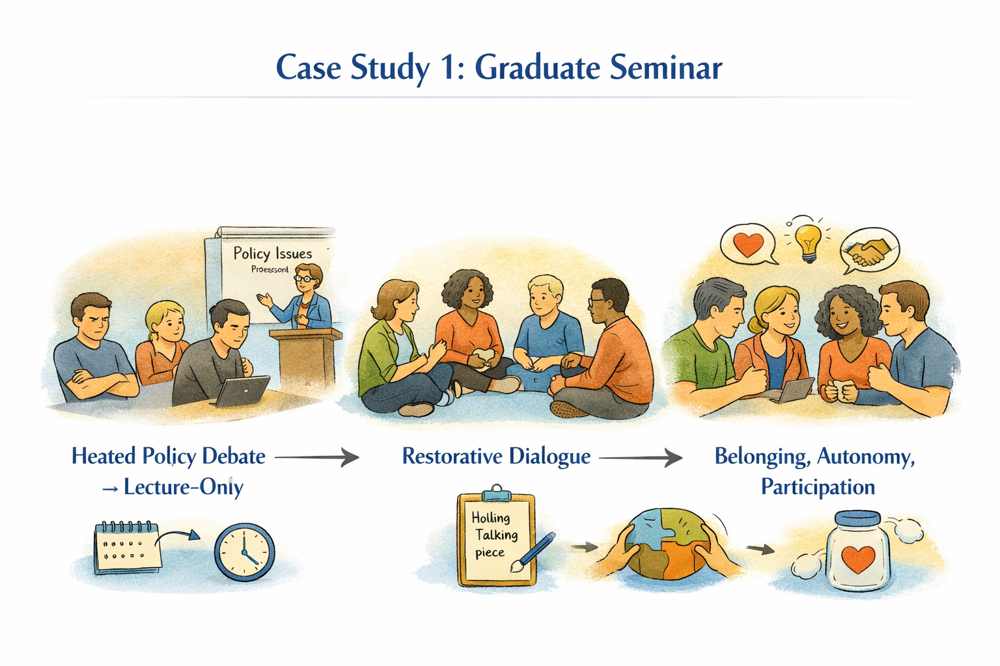 Case Study 1: Graduate Seminar
Policy Issues
Proessort
Heated Policy Debate
→ Lecture-Only
Restorative Dialogue
Belonging, Autonomy,
Participation
Holling
Talking
piece